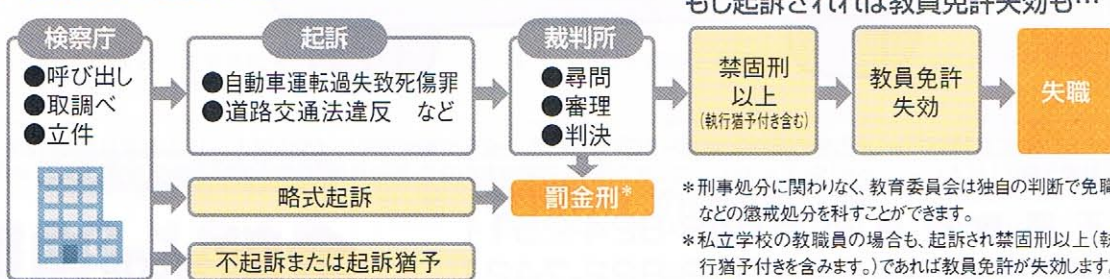 もし起訴されれば教員免許失効も…
検察庁
●呼び出し
●取調べ
●立件
起訴
●自動車運転過失致死傷罪
●道路交通法違反 など
裁判所
●尋問
●審理
●判決
禁固刑
以上
(執行猶予付き含む)
教員免許
失効
失職
略式起訴
罰金刑*
不起訴または起訴猶予
*刑事処分に関わりなく、教育委員会は独自の判断で免職
などの懲戒処分を科すことができます。
*私立学校の教職員の場合も、起訴され禁固刑以上(執
行猶予付きを含みます。)であれば教員免許が失効します。